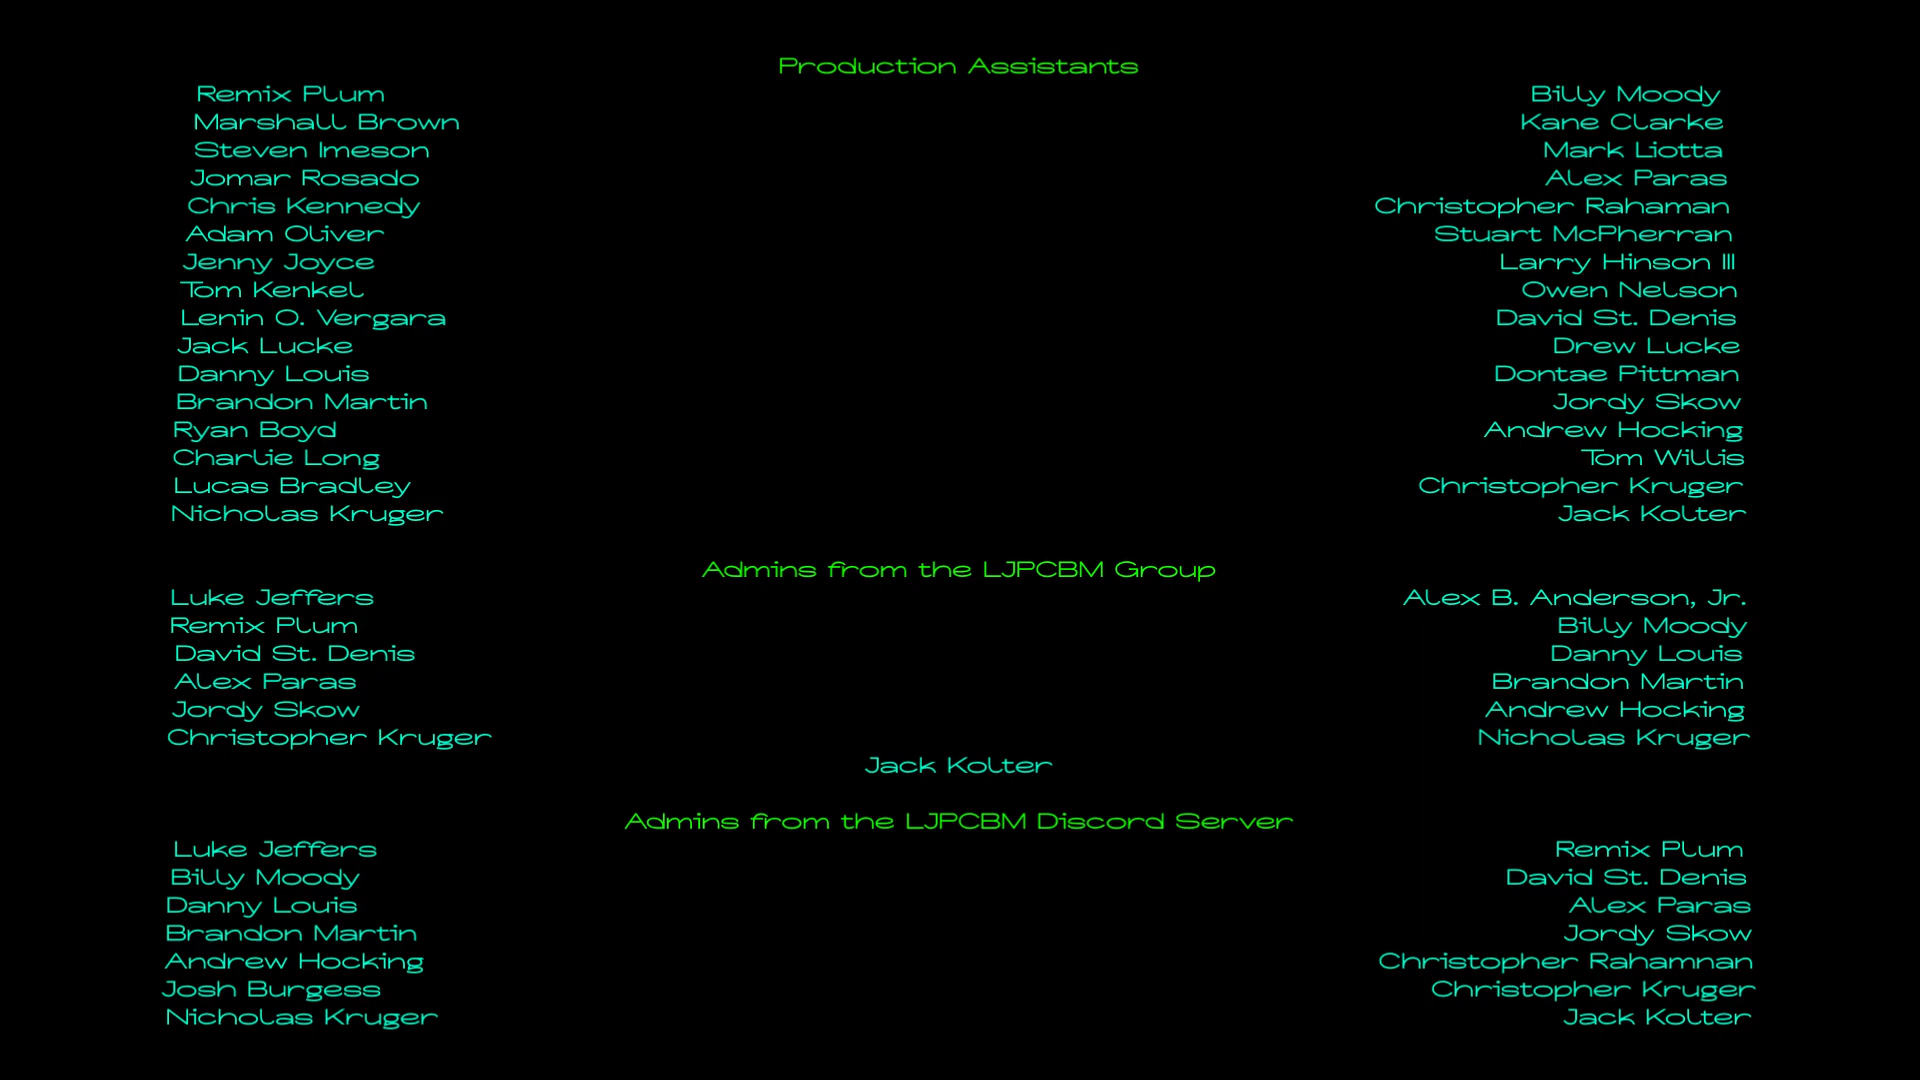 Production Assistants
Remix Plum Billy Moody
Marshall Brown Kane Clarke
Steven Imeson Mark Liotta
Jomar Rosado Alex Paras
Chris Kennedy Christopher Rahaman
Adam Oliver Stuart McPherran
Jenny Joyce Larry Hinson III
Tom Kenkel Owen Nelson
Lenin O. Vergara David St. Denis
Jack Lucke Drew Lucke
Danny Louis Dontae Pittman
Brandon Martin Jordy Skow
Ryan Boyd Andrew Hocking
Charlie Long Tom Willis
Lucas Bradley Christopher Kruger
Nicholas Kruger Jack Kolter
Admins from the LJPCBM Group
Luke Jeffers Alex B. Anderson, Jr.
Remix Plum Billy Moody
David St. Denis Danny Louis
Alex Paras Brandon Martin
Jordy Skow Andrew Hocking
Christopher Kruger Nicholas Kruger
Jack Kolter
Admins from the LJPCBM Discord Server
Luke Jeffers Remix Plum
Billy Moody David St. Denis
Danny Louis Alex Paras
Brandon Martin Jordy Skow
Andrew Hocking Christopher Rahamnan
Josh Burgess Christopher Kruger
Nicholas Kruger Jack Kolter